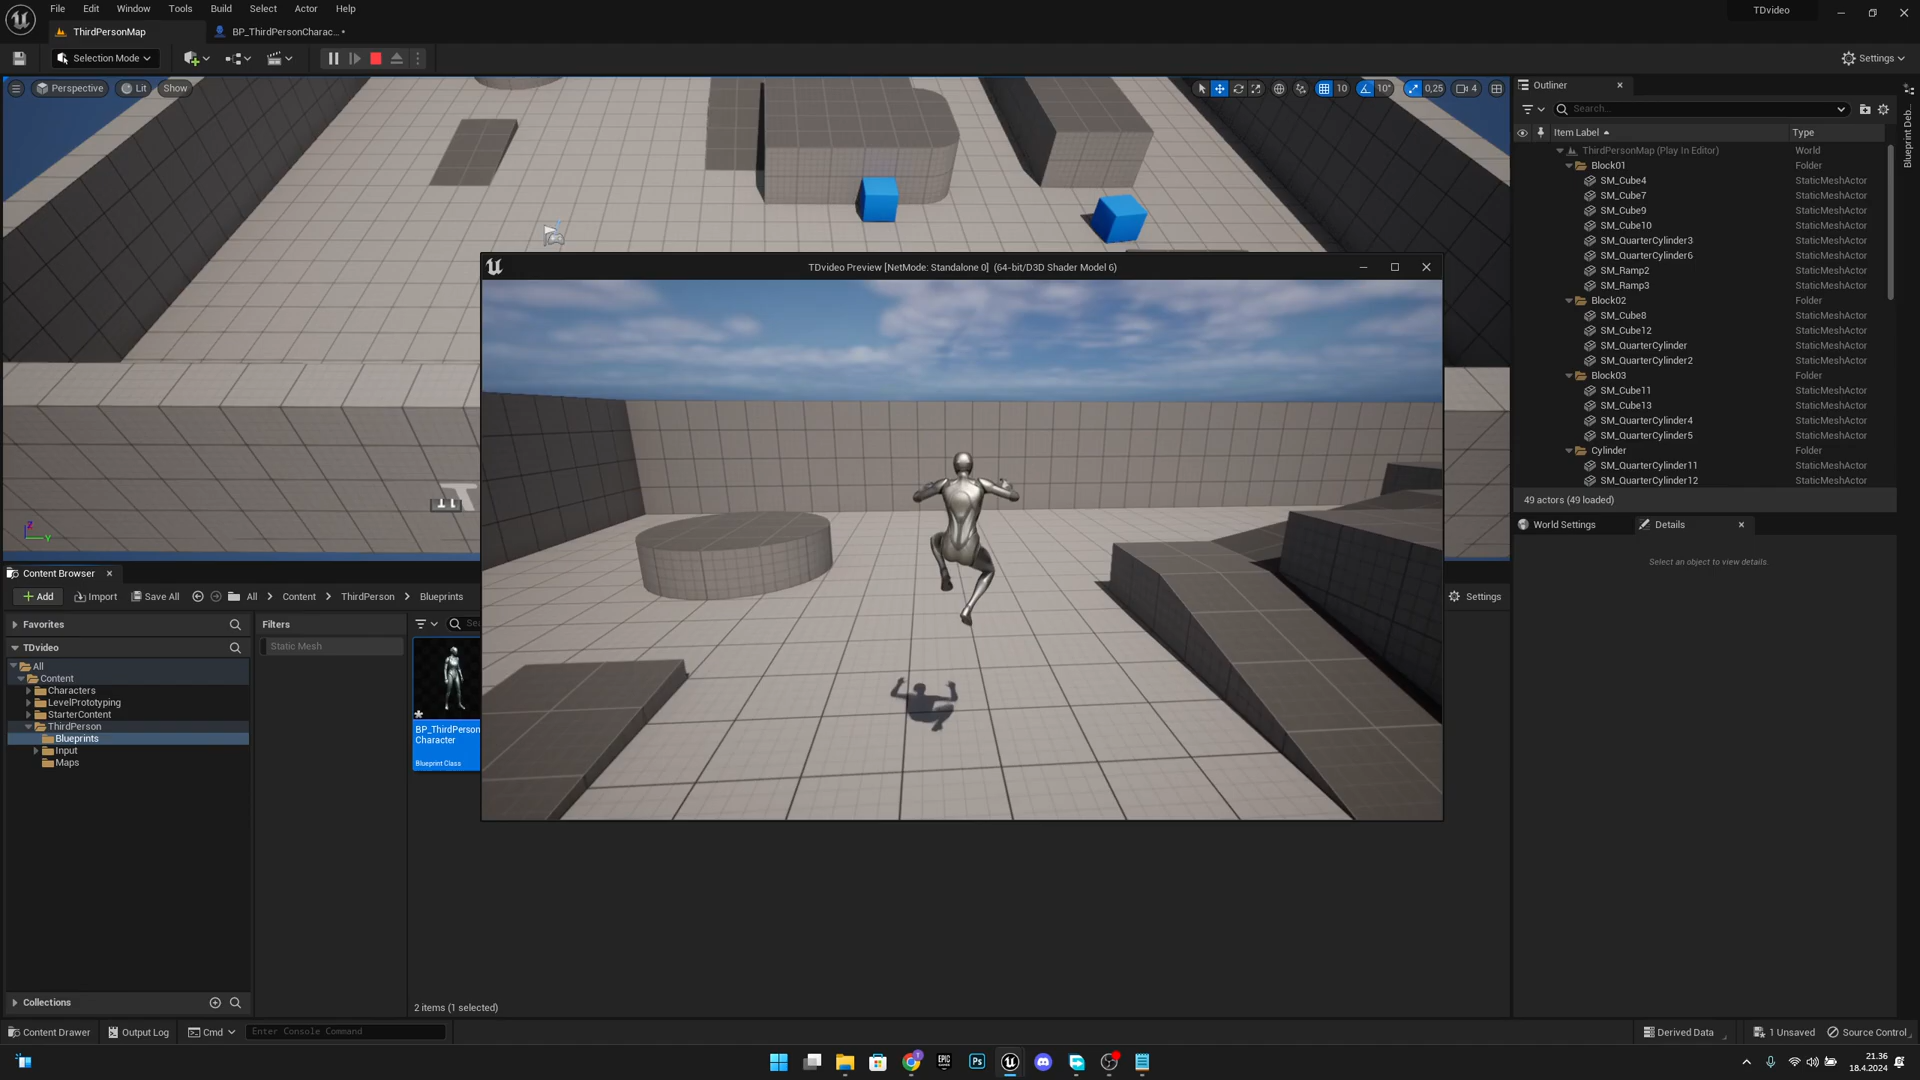 File Edit Window Tools Build Select Actor Help
TDvideo
ThirdPersonMap
BP_ThirdPersonCharac... •
Selection Mode
Settings
Perspective Lit Show
10 10° 0,25 4
Outliner
Search...
Item Label Type
ThirdPersonMap (Play In Editor) World
Block01 Folder
SM_Cube4 StaticMeshActor
SM_Cube7 StaticMeshActor
SM_Cube9 StaticMeshActor
SM_Cube10 StaticMeshActor
SM_QuarterCylinder3 StaticMeshActor
SM_QuarterCylinder6 StaticMeshActor
SM_Ramp2 StaticMeshActor
SM_Ramp3 StaticMeshActor
Block02 Folder
SM_Cube8 StaticMeshActor
SM_Cube12 StaticMeshActor
SM_QuarterCylinder StaticMeshActor
SM_QuarterCylinder2 StaticMeshActor
Block03 Folder
SM_Cube11 StaticMeshActor
SM_Cube13 StaticMeshActor
SM_QuarterCylinder4 StaticMeshActor
SM_QuarterCylinder5 StaticMeshActor
Cylinder Folder
SM_QuarterCylinder11 StaticMeshActor
SM_QuarterCylinder12 StaticMeshActor
49 actors (49 loaded)
Blueprint Deb...
World Settings
Details
Select an object to view details.
TDvideo Preview [NetMode: Standalone 0] (64-bit/D3D Shader Model 6)
Z
Y
Content Browser
Add Import Save All All Content ThirdPerson Blueprints
Settings
Favorites
TDvideo
All
Content
Characters
LevelPrototyping
StarterContent
ThirdPerson
Blueprints
Input
Maps
Collections
Filters
Static Mesh
BP_ThirdPerson
Character
Blueprint Class
2 items (1 selected)
Content Drawer Output Log Cmd Enter Console Command
Derived Data 1 Unsaved Source Control
EPIC
Ps
21.36
18.4.2024